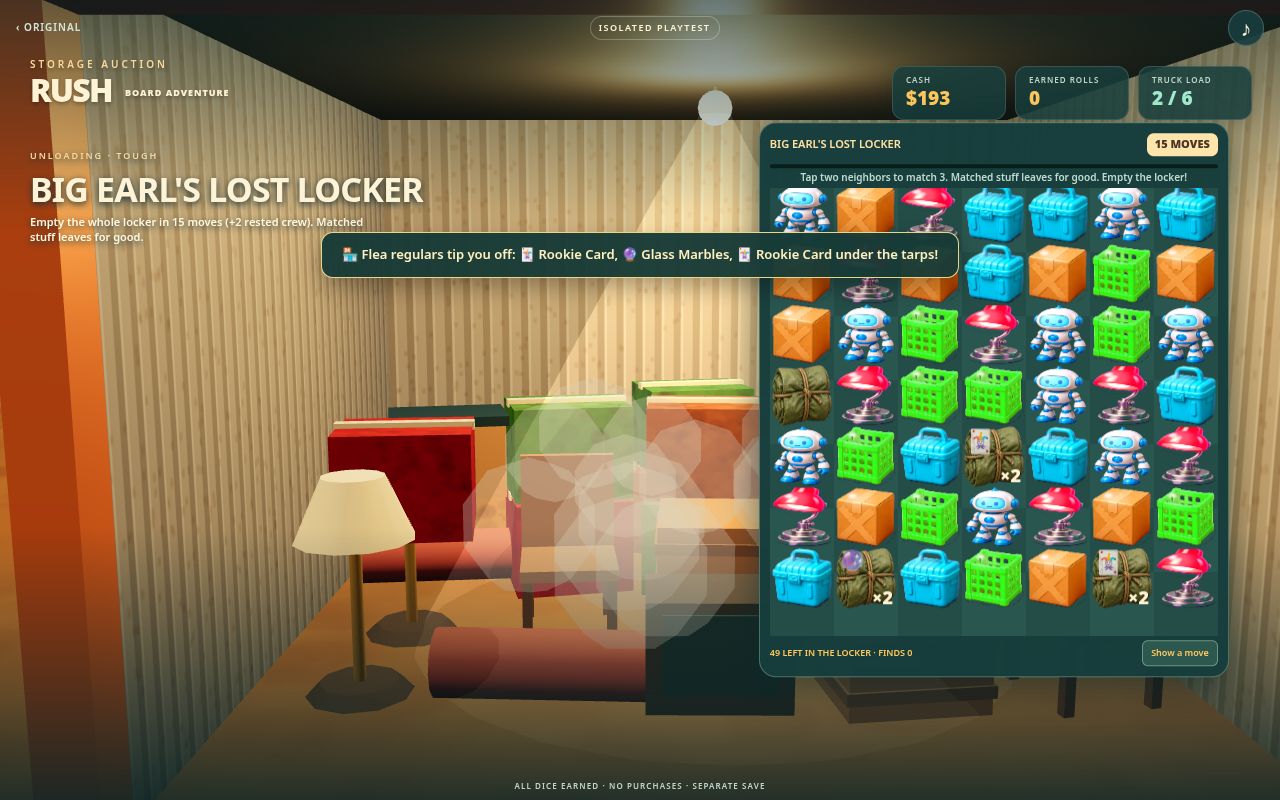 ‹ ORIGINAL
ISOLATED PLAYTEST
♪
STORAGE AUCTION
RUSH BOARD ADVENTURE
CASH
$193
EARNED ROLLS
0
TRUCK LOAD
2 / 6
UNLOADING · TOUGH
BIG EARL'S LOST LOCKER
Empty the whole locker in 15 moves (+2 rested crew). Matched
stuff leaves for good.
BIG EARL'S LOST LOCKER
15 MOVES
Tap two neighbors to match 3. Matched stuff leaves for good. Empty the locker!
🏪 Flea regulars tip you off: 🃏 Rookie Card, 🔮 Glass Marbles, 🃏 Rookie Card under the tarps!
×2
×2
×2
49 LEFT IN THE LOCKER · FINDS 0
Show a move
ALL DICE EARNED · NO PURCHASES · SEPARATE SAVE